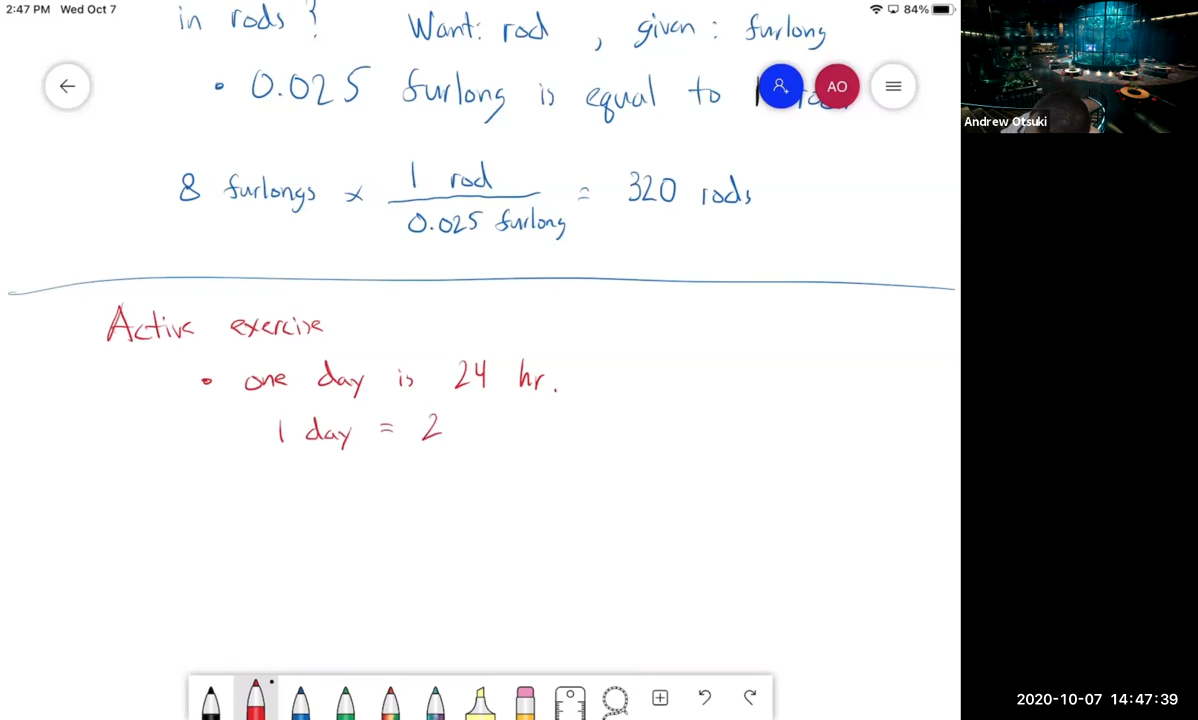 2:47 PM Wed Oct 7
84%
in rods?
Want: rod , given: furlong
• 0.025 furlong is equal to 1
AO
Andrew Otsuki
8 furlongs × 1 rod / 0.025 furlong = 320 rods
Active exercise
• one day is 24 hr.
1 day = 2
2020-10-07 14:47:39